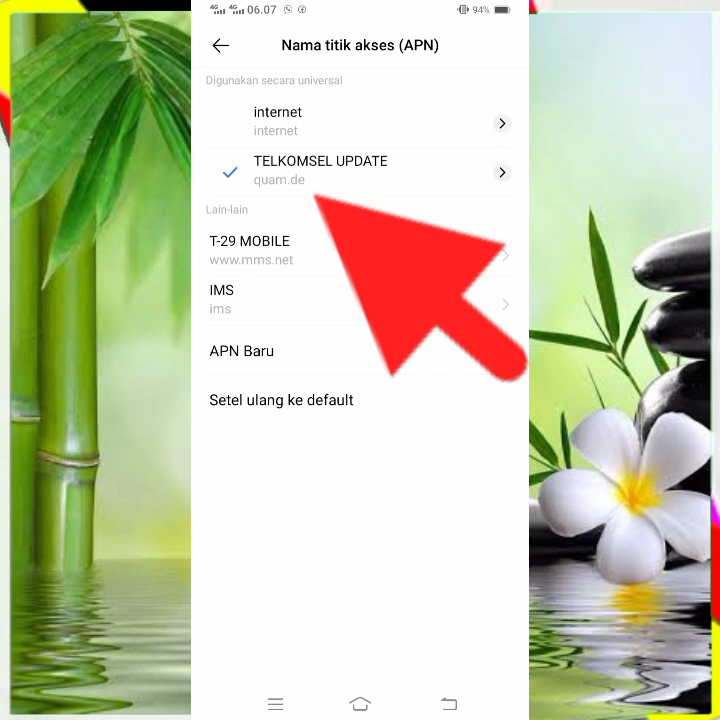 4G 4G 06.07 94%
Nama titik akses (APN)
Digunakan secara universal
internet
internet
TELKOMSEL UPDATE
quam.de
Lain-lain
T-29 MOBILE
www.mms.net
IMS
ims
APN Baru
Setel ulang ke default